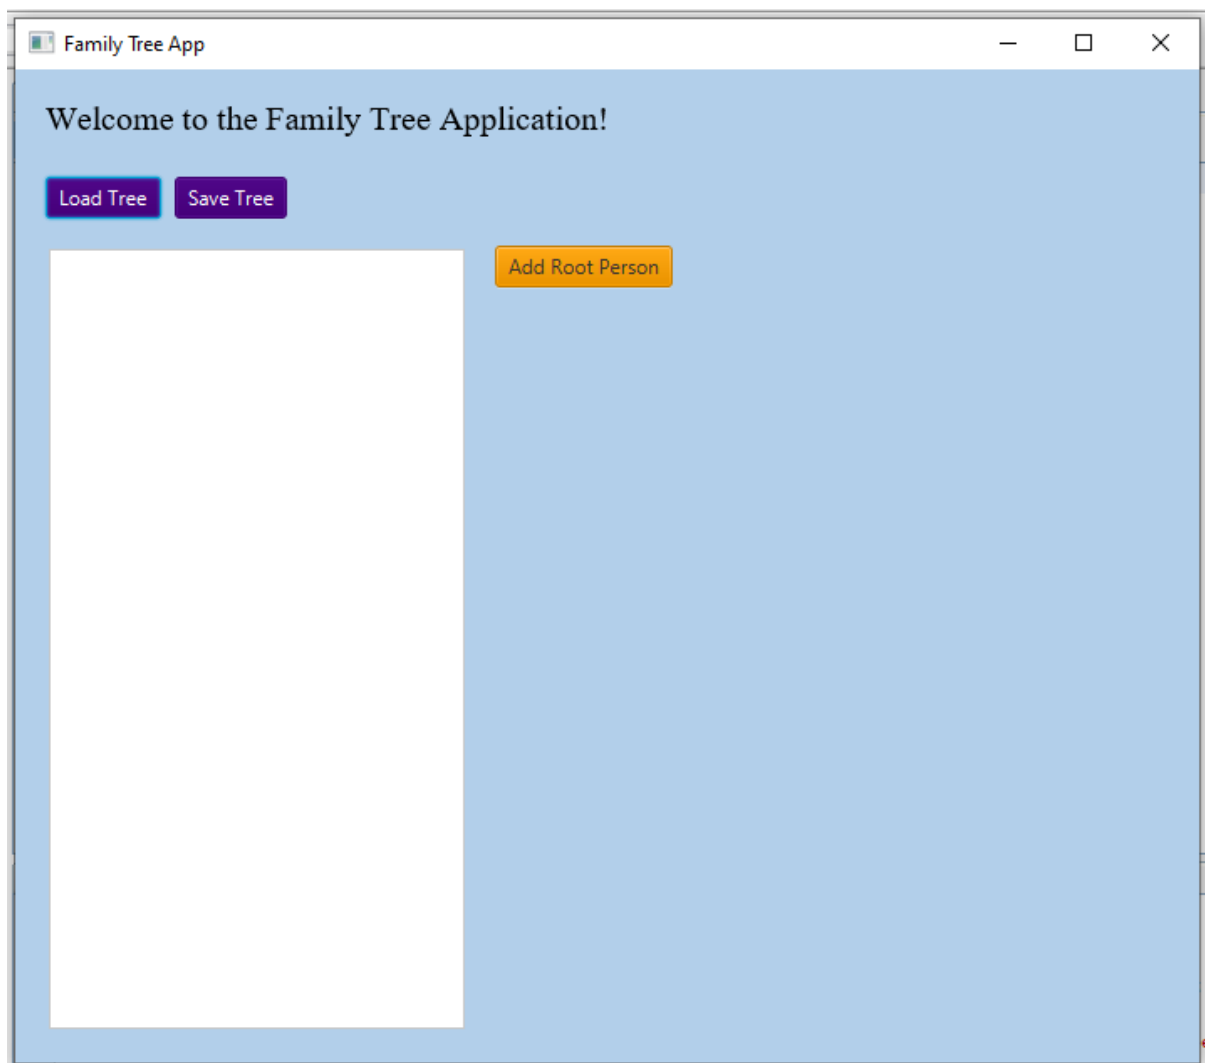 Family Tree App
Welcome to the Family Tree Application!
Load Tree Save Tree
Add Root Person